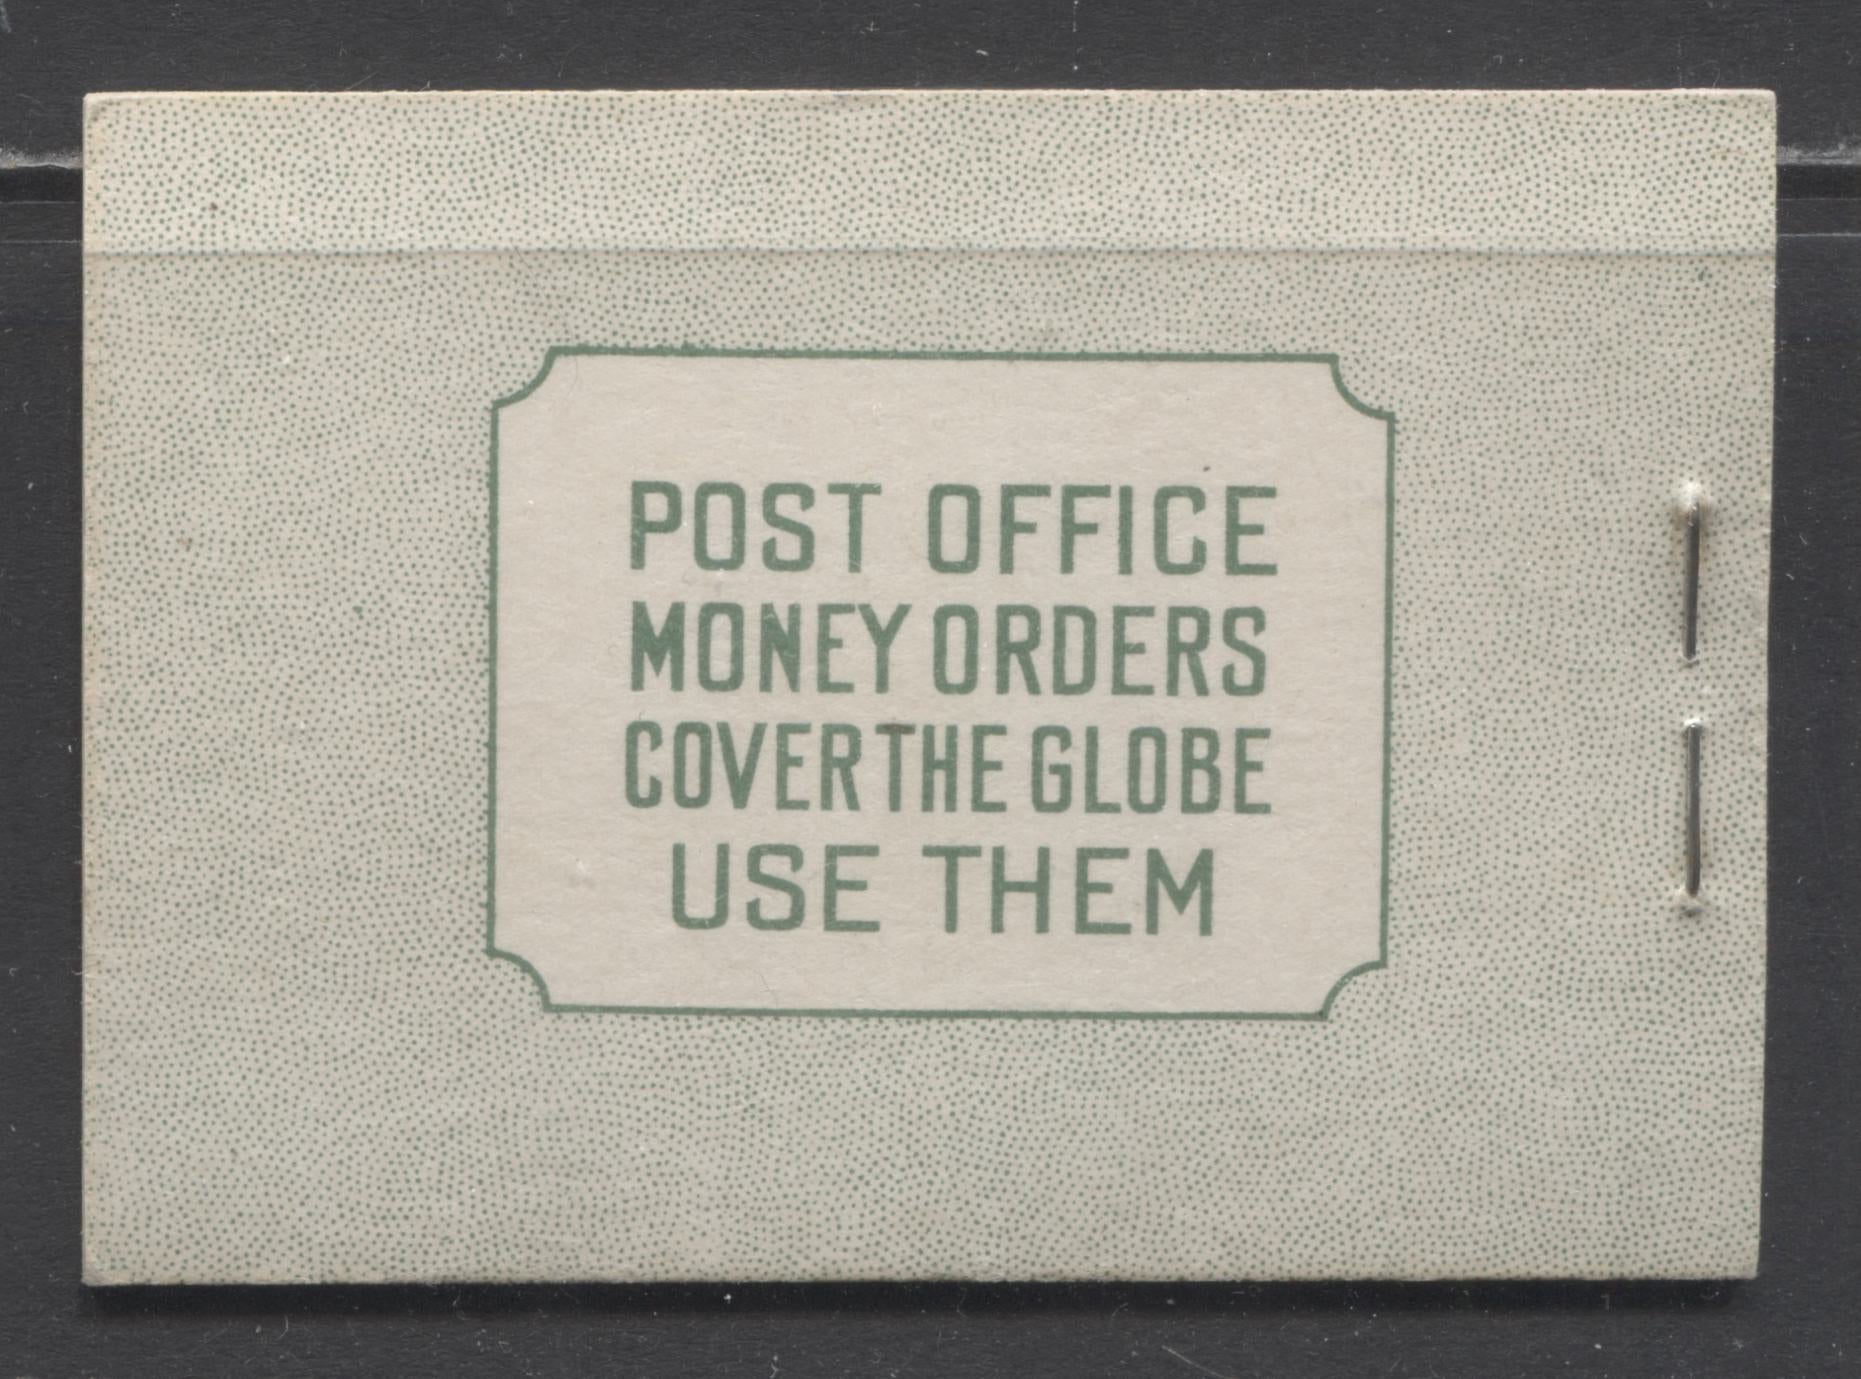 POST OFFICE
MONEY ORDERS
COVER THE GLOBE
USE THEM